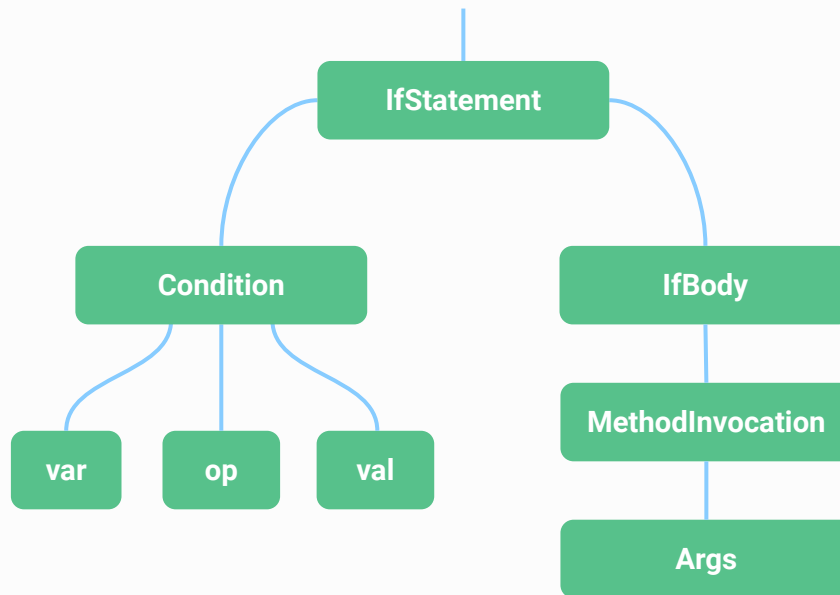 IfStatement
Condition
IfBody
MethodInvocation
var
op
val
Args